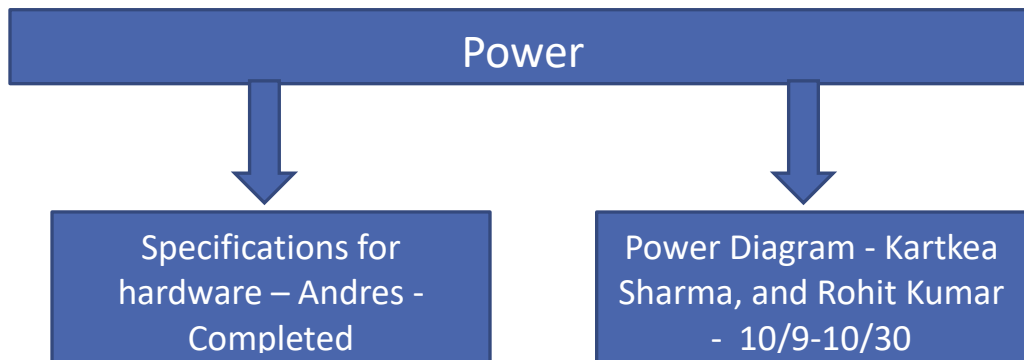 Power
Specifications for
hardware – Andres -
Completed
Power Diagram - Kartkea
Sharma, and Rohit Kumar
- 10/9-10/30